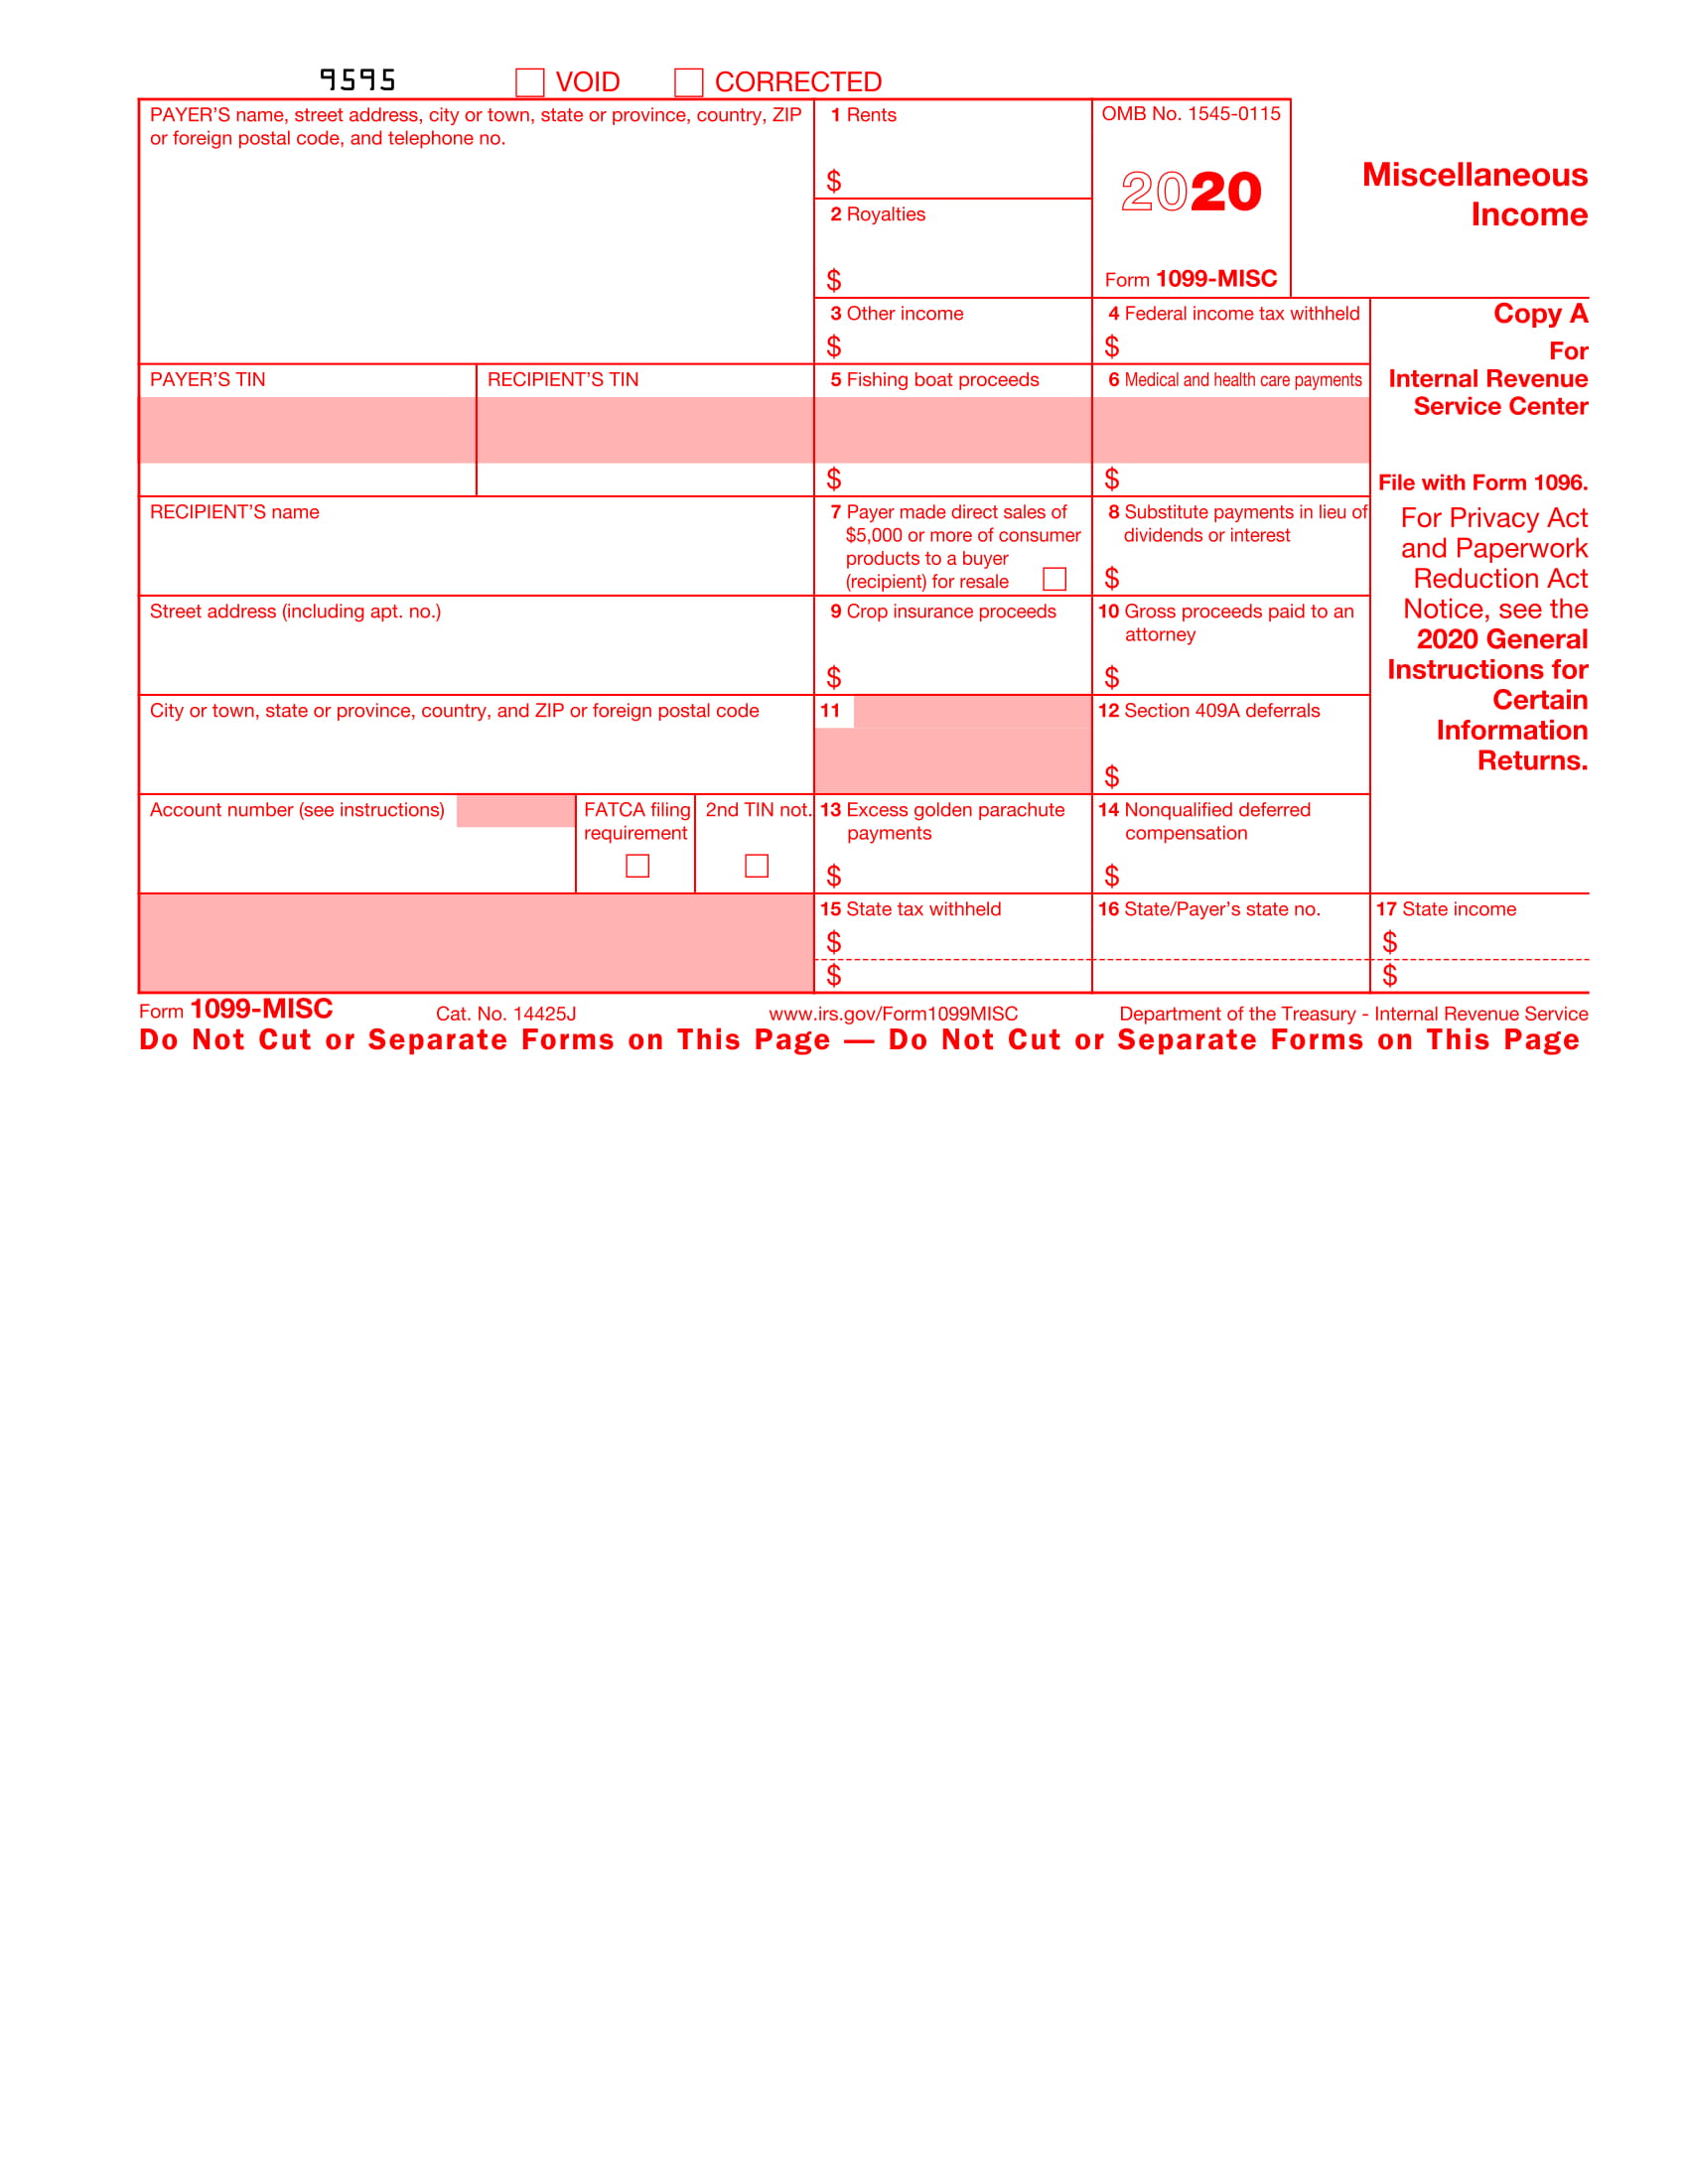 9595 VOID CORRECTED
PAYER'S name, street address, city or town, state or province, country, ZIP
or foreign postal code, and telephone no.
1 Rents
$
2 Royalties
$
OMB No. 1545-0115
2020
Form 1099-MISC
Miscellaneous
Income
3 Other income
$
4 Federal income tax withheld
$
Copy A
For
Internal Revenue
Service Center
File with Form 1096.
For Privacy Act
and Paperwork
Reduction Act
Notice, see the
2020 General
Instructions for
Certain
Information
Returns.
PAYER'S TIN
RECIPIENT'S TIN
5 Fishing boat proceeds
$
6 Medical and health care payments
$
RECIPIENT'S name
7 Payer made direct sales of
$5,000 or more of consumer
products to a buyer
(recipient) for resale
8 Substitute payments in lieu of
dividends or interest
$
Street address (including apt. no.)
9 Crop insurance proceeds
$
10 Gross proceeds paid to an
attorney
$
City or town, state or province, country, and ZIP or foreign postal code
11
12 Section 409A deferrals
$
Account number (see instructions)
FATCA filing
requirement
2nd TIN not.
13 Excess golden parachute
payments
$
14 Nonqualified deferred
compensation
$
15 State tax withheld
$
$
16 State/Payer's state no.
17 State income
$
$
Form 1099-MISC Cat. No. 14425J www.irs.gov/Form1099MISC Department of the Treasury - Internal Revenue Service
Do Not Cut or Separate Forms on This Page — Do Not Cut or Separate Forms on This Page